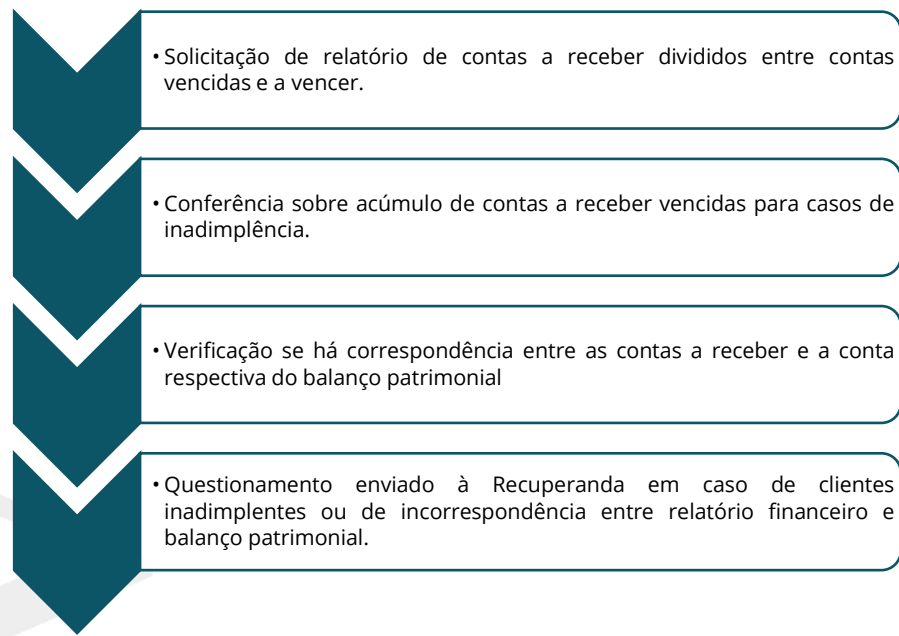 • Solicitação de relatório de contas a receber divididos entre contas
vencidas e a vencer.
• Conferência sobre acúmulo de contas a receber vencidas para casos de
inadimplência.
• Verificação se há correspondência entre as contas a receber e a conta
respectiva do balanço patrimonial
• Questionamento enviado à Recuperanda em caso de clientes
inadimplentes ou de incorrespondência entre relatório financeiro e
balanço patrimonial.